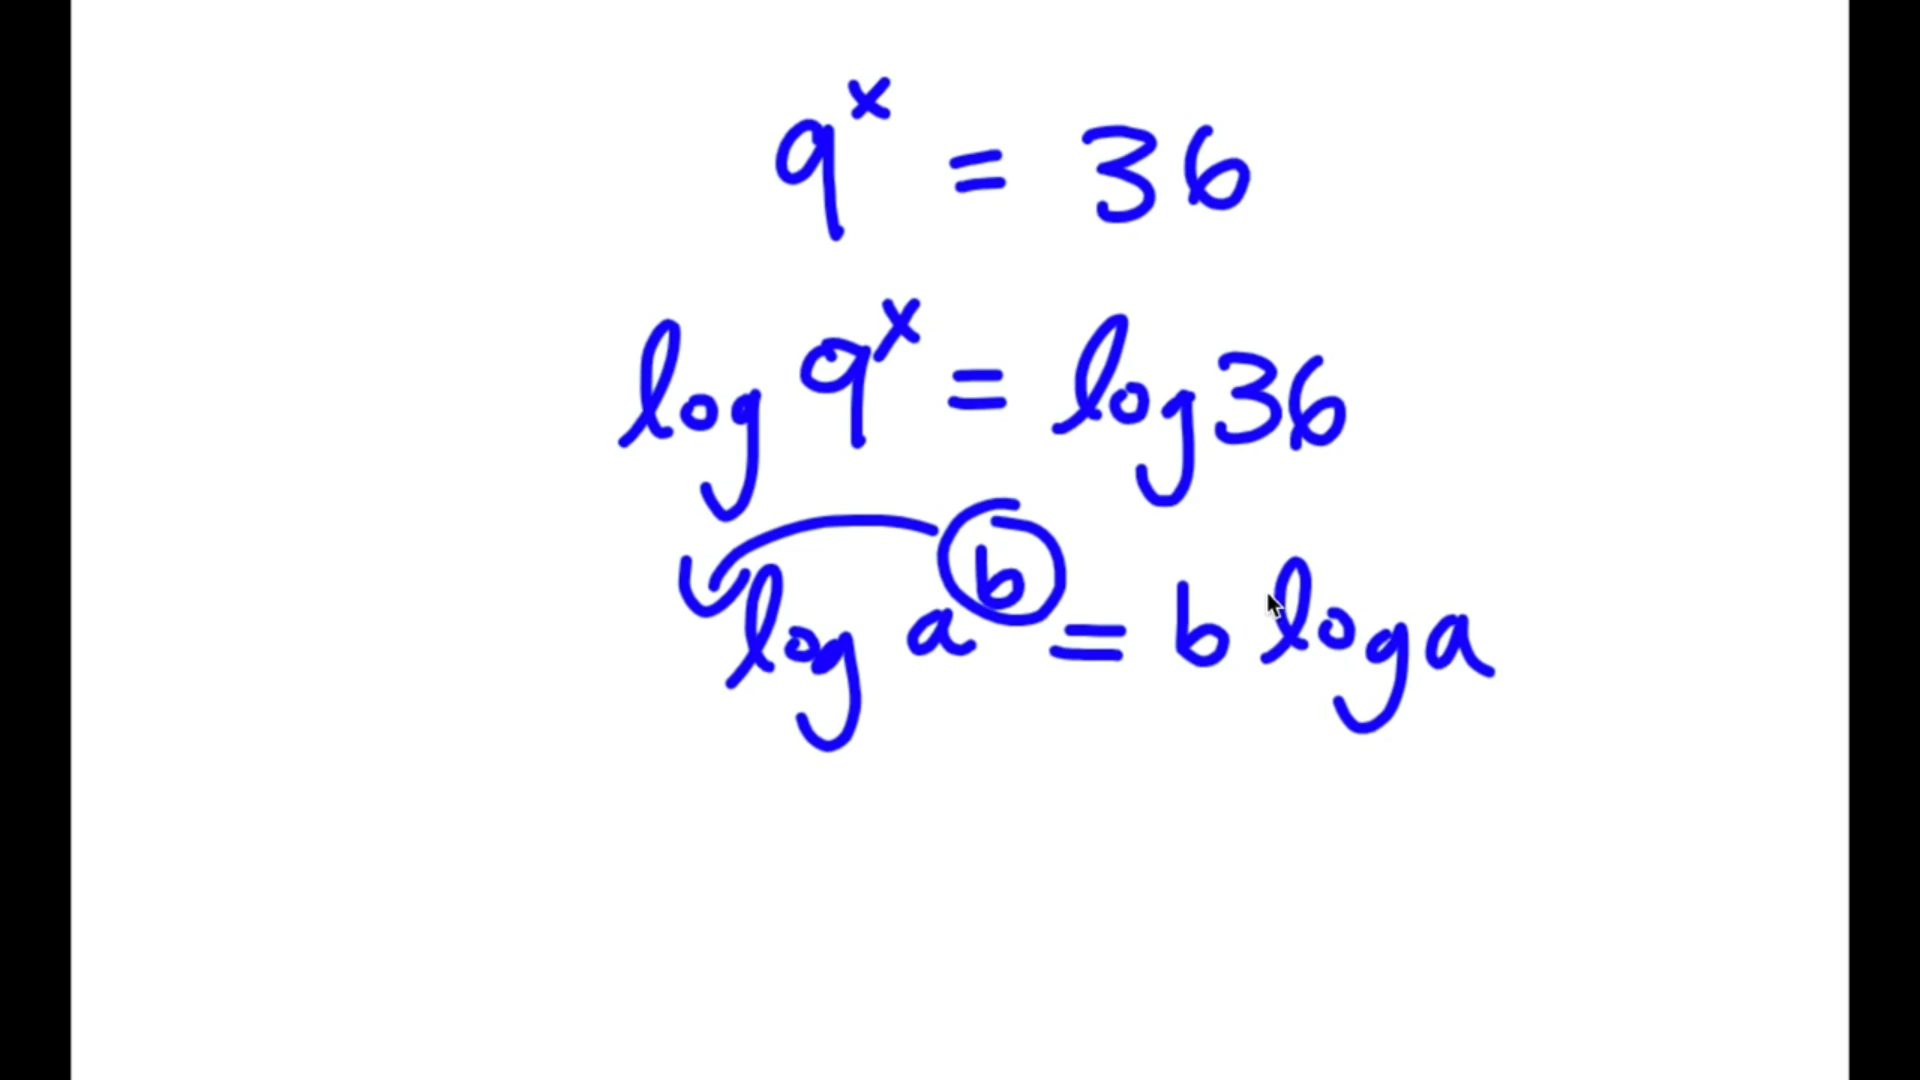 9^x = 36
log 9^x = log 36
log a^b = b log a